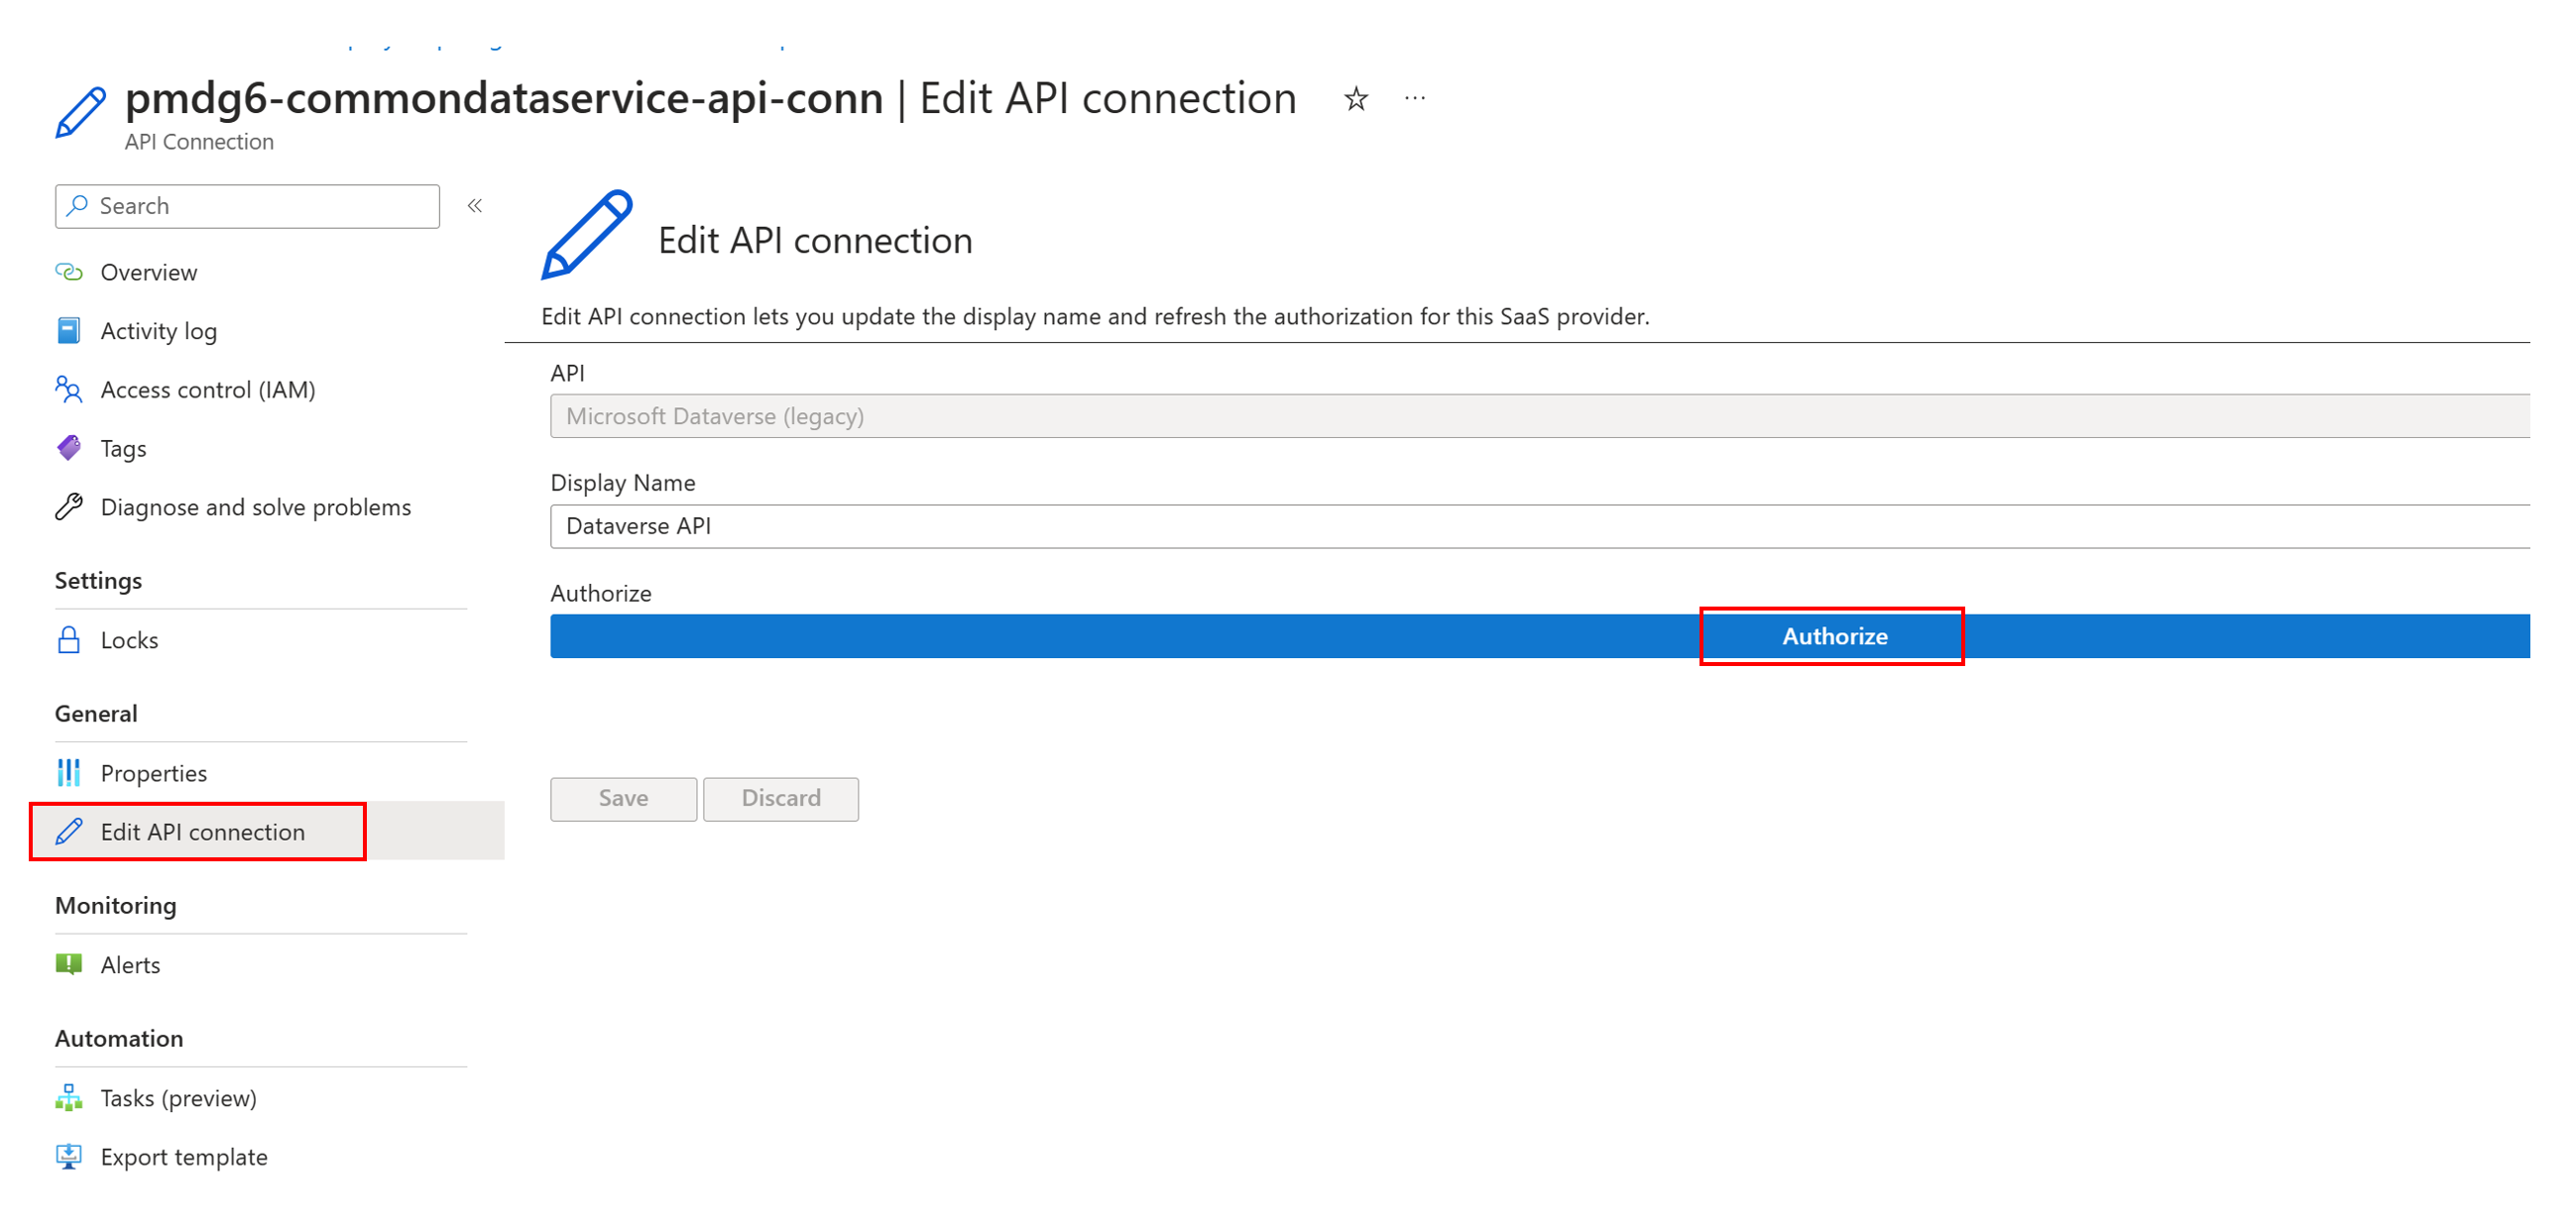 pmdg6-commondataservice-api-conn | Edit API connection
API Connection
Search
Overview
Activity log
Access control (IAM)
Tags
Diagnose and solve problems
Settings
Locks
General
Properties
Edit API connection
Monitoring
Alerts
Automation
Tasks (preview)
Export template
Edit API connection
Edit API connection lets you update the display name and refresh the authorization for this SaaS provider.
API
Microsoft Dataverse (legacy)
Display Name
Dataverse API
Authorize
Authorize
Save
Discard